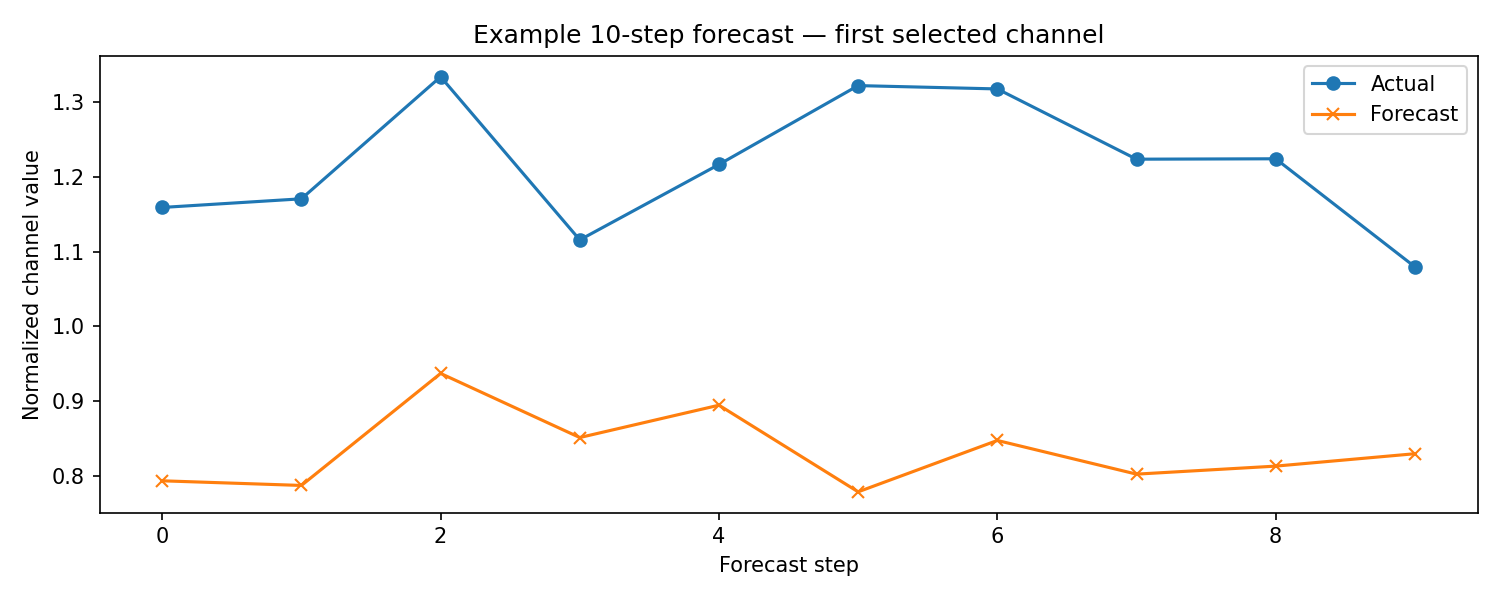 Example 10-step forecast — first selected channel
Actual
Forecast
Normalized channel value
1.3
1.2
1.1
1.0
0.9
0.8
0 2 4 6 8
Forecast step